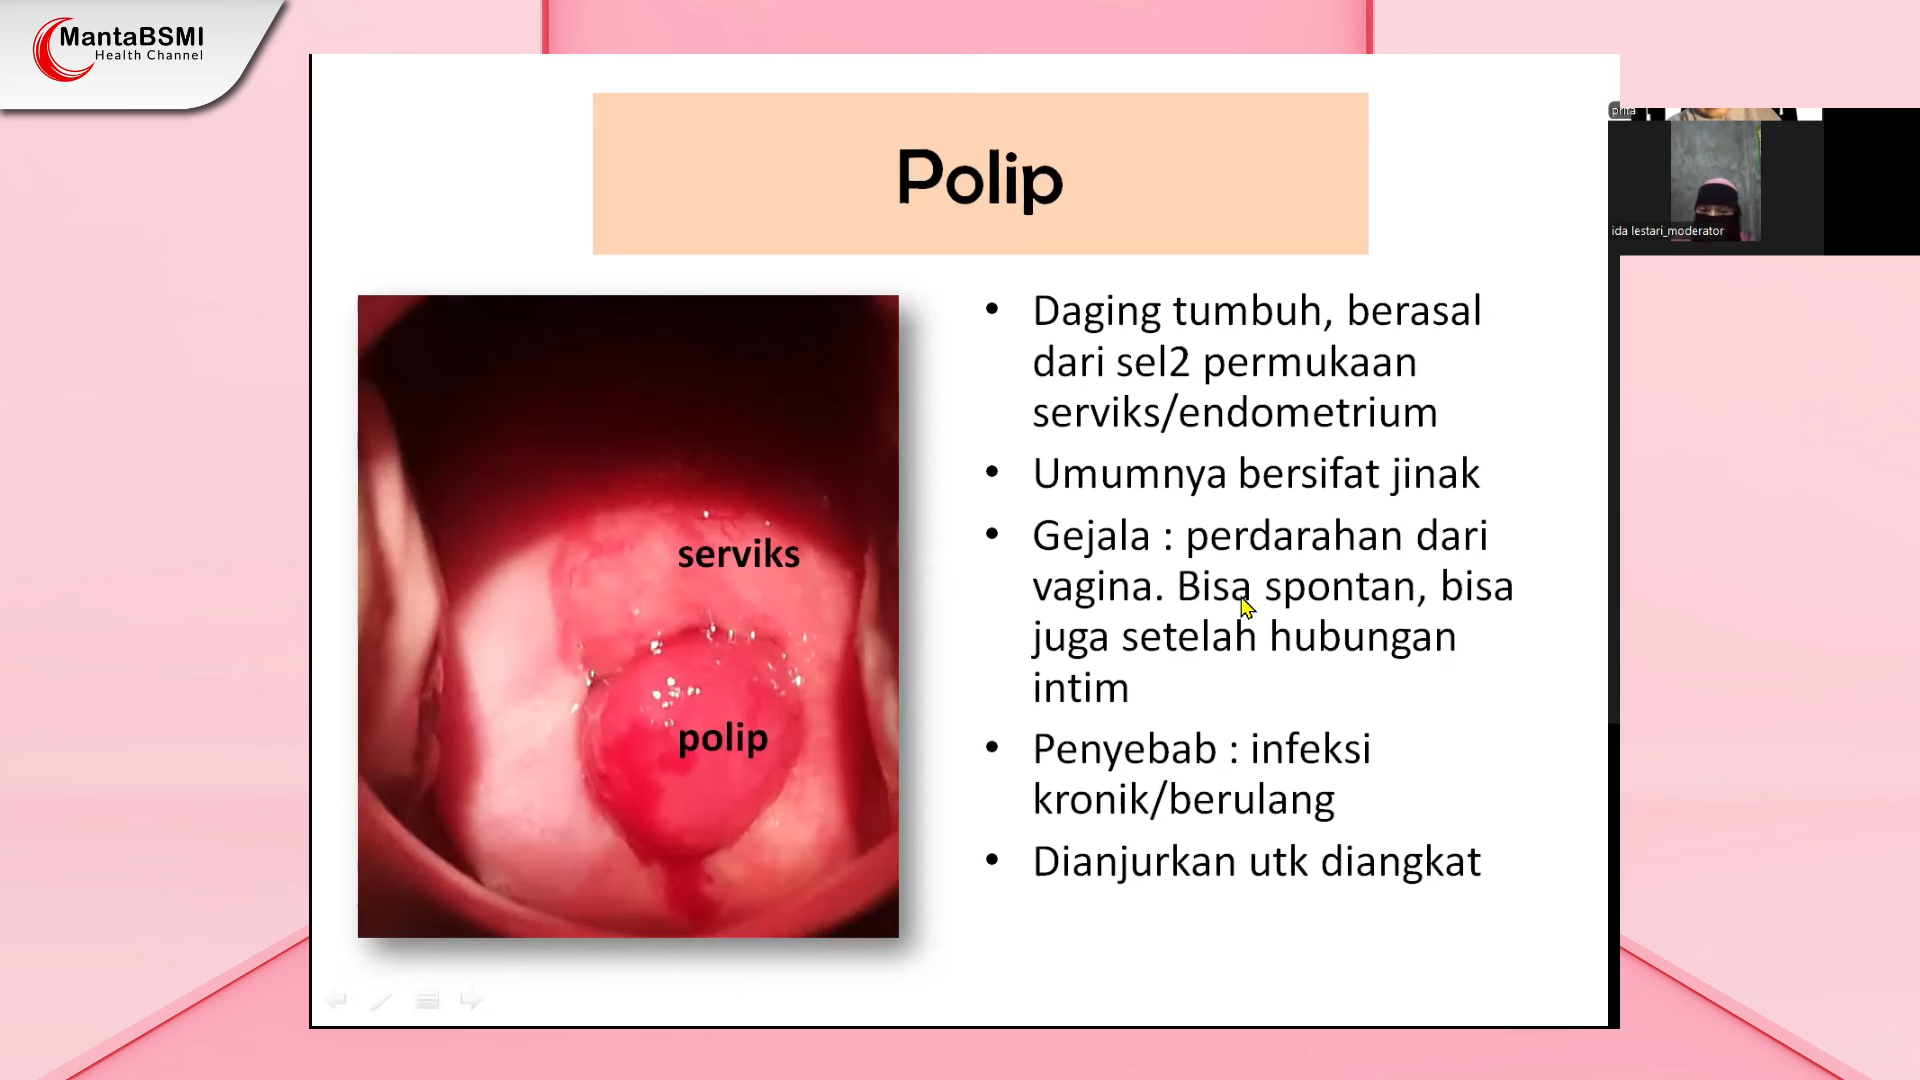 MantaBSMI
Health Channel
Polip
prita
ida lestari_moderator
serviks
polip
• Daging tumbuh, berasal
dari sel2 permukaan
serviks/endometrium
• Umumnya bersifat jinak
• Gejala : perdarahan dari
vagina. Bisa spontan, bisa
juga setelah hubungan
intim
• Penyebab : infeksi
kronik/berulang
• Dianjurkan utk diangkat